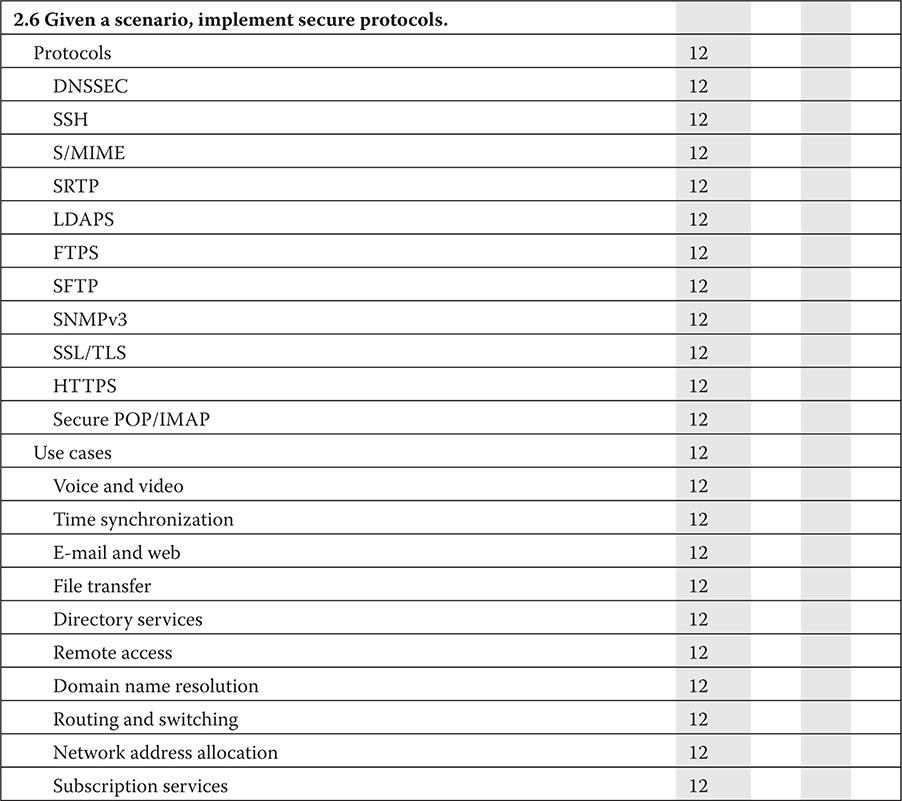 2.6 Given a scenario, implement secure protocols.
Protocols 12
DNSSEC 12
SSH 12
S/MIME 12
SRTP 12
LDAPS 12
FTPS 12
SFTP 12
SNMPv3 12
SSL/TLS 12
HTTPS 12
Secure POP/IMAP 12
Use cases 12
Voice and video 12
Time synchronization 12
E-mail and web 12
File transfer 12
Directory services 12
Remote access 12
Domain name resolution 12
Routing and switching 12
Network address allocation 12
Subscription services 12